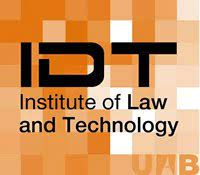 IDT
Institute of Law
and Technology
UAB